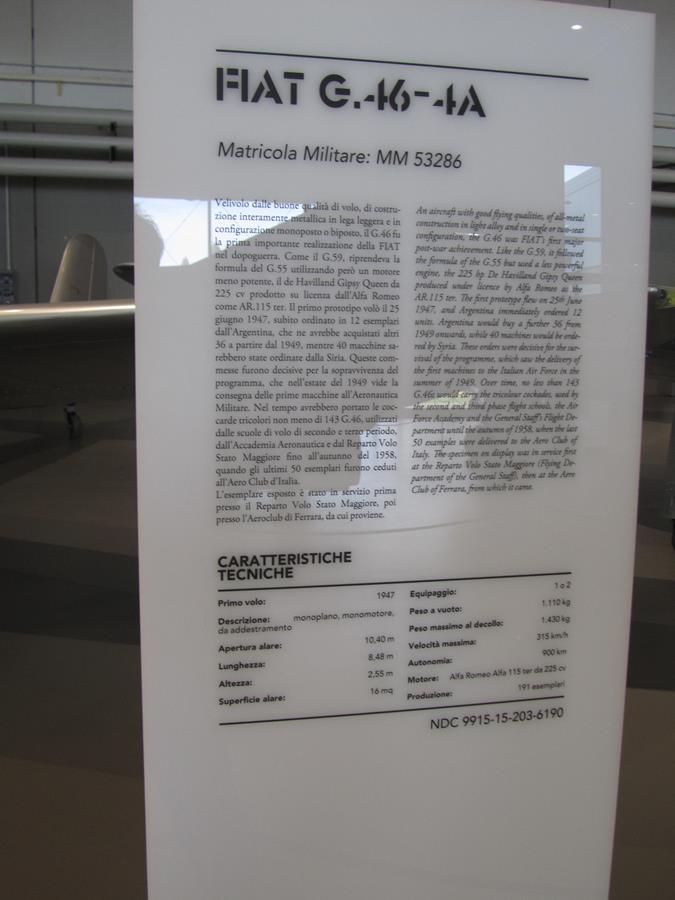 FIAT G.46-4A
Matricola Militare: MM 53286
Velivolo dalle buone qualità di volo, di costru-
zione interamente metallica in lega leggera e in
configurazione monoposto o biposto, il G.46 fu
la prima importante realizzazione della FIAT
nel dopoguerra. Come il G.59, riprendeva la
formula del G.55 utilizzando però un motore
meno potente, il de Havilland Gipsy Queen da
225 cv prodotto su licenza dall'Alfa Romeo
come AR.115 ter. Il primo prototipo volò il 25
giugno 1947, subito ordinato in 12 esemplari
dall'Argentina, che ne avrebbe acquistati altri
36 a partire dal 1949, mentre 40 macchine sa-
rebbero state ordinate dalla Siria. Queste com-
messe furono decisive per la sopravvivenza del
programma, che nell'estate del 1949 vide la
consegna delle prime macchine all'Aeronautica
Militare. Nel tempo avrebbero portato le coc-
carde tricolori non meno di 143 G.46, utilizzati
dalle scuole di volo di secondo e terzo periodo,
dall'Accademia Aeronautica e dal Reparto Volo
Stato Maggiore fino all'autunno del 1958,
quando gli ultimi 50 esemplari furono ceduti
all'Aero Club d'Italia.
L'esemplare esposto è stato in servizio prima
presso il Reparto Volo Stato Maggiore, poi
presso l'Aeroclub di Ferrara, da cui proviene.
An aircraft with good flying qualities, of all-metal
construction in light alloy and in single or two-seat
configuration, the G.46 was FIAT's first major
post-war achievement. Like the G.59, it followed
the formula of the G.55 but used a less powerful
engine, the 225 hp De Havilland Gipsy Queen
produced under licence by Alfa Romeo as the
AR.115 ter. The first prototype flew on 25th June
1947, and Argentina immediately ordered 12
units. Argentina would buy a further 36 from
1949 onwards, while 40 machines would be orde-
red by Syria. These orders were decisive for the sur-
vival of the programme, which saw the delivery of
the first machines to the Italian Air Force in the
summer of 1949. Over time, no less than 143
G.46s would carry the tricolour cockades, used by
the second and third phase flight schools, the Air
Force Academy and the General Staff's Flight De-
partment until the autumn of 1958, when the last
50 examples were delivered to the Aero Club of
Italy. The specimen on display was in service first
at the Reparto Volo Stato Maggiore (Flying De-
partment of the General Staff), then at the Aero
Club of Ferrara, from which it came.
CARATTERISTICHE
TECNICHE
Primo volo: 1947
Descrizione: monoplano, monomotore,
da addestramento
Apertura alare: 10,40 m
Lunghezza: 8,48 m
Altezza: 2,55 m
Superficie alare: 16 mq
Equipaggio: 1 o 2
Peso a vuoto: 1.110 kg
Peso massimo al decollo: 1.430 kg
Velocità massima: 315 km/h
Autonomia: 900 km
Motore: Alfa Romeo Alfa 115 ter da 225 cv
Produzione: 191 esemplari
NDC 9915-15-203-6190